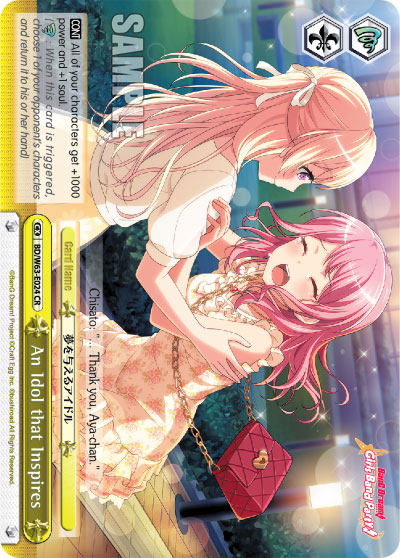 BanG Dream!
Girls Band Party!
SAMPLE
Chisato: "... Thank you, Aya-chan."
[CONT] All of your characters get +1000
power and +1 soul.
( : When this card is triggered,
choose 1 of your opponent's characters
and return it to his or her hand)
Card Name
夢を与えるアイドル
CX
BD/W63-E024 CR
An Idol that Inspires
©BanG Dream! Project ©Craft Egg Inc. ©bushiroad All Rights Reserved.